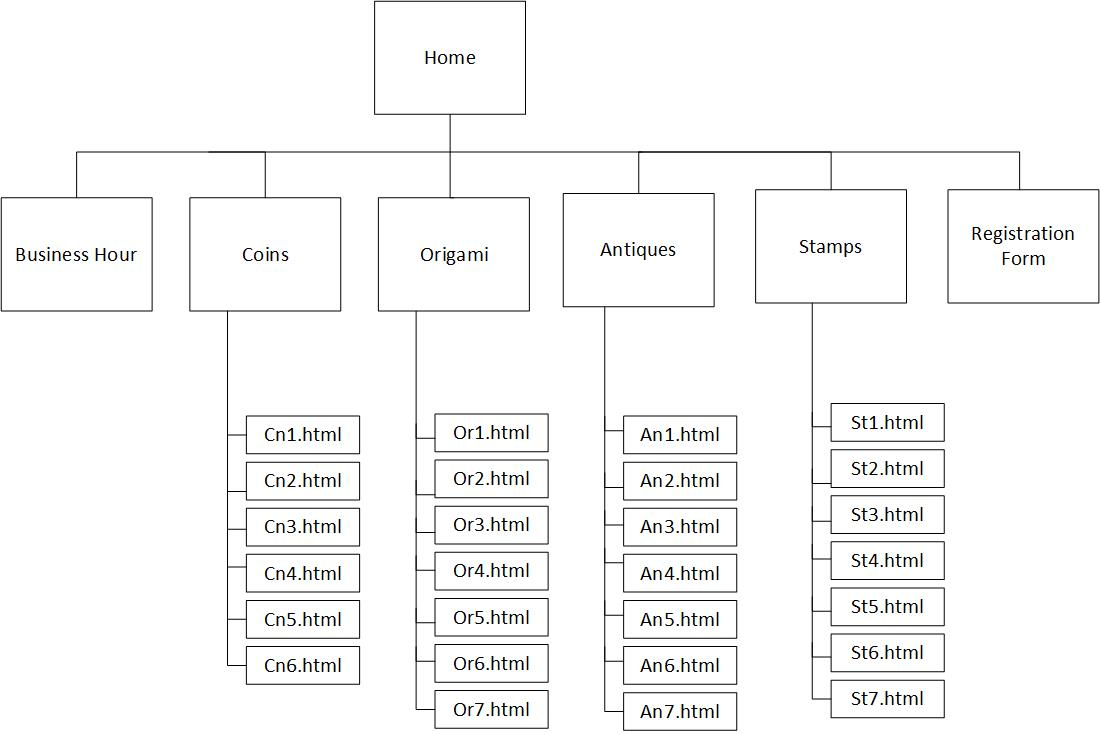 Home
Business Hour
Coins
Origami
Antiques
Stamps
Registration
Form
Cn1.html
Cn2.html
Cn3.html
Cn4.html
Cn5.html
Cn6.html
Or1.html
Or2.html
Or3.html
Or4.html
Or5.html
Or6.html
Or7.html
An1.html
An2.html
An3.html
An4.html
An5.html
An6.html
An7.html
St1.html
St2.html
St3.html
St4.html
St5.html
St6.html
St7.html